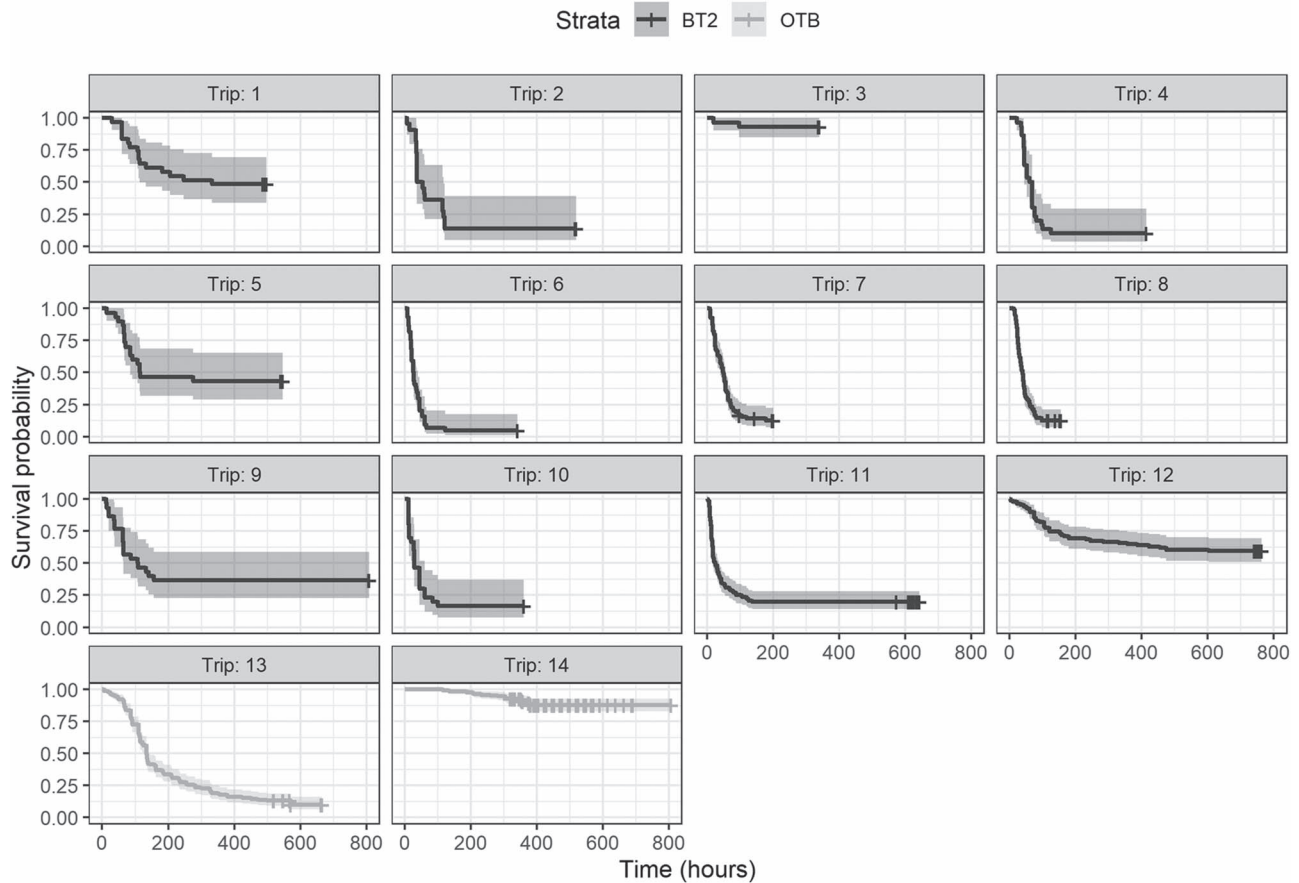 Strata BT2 OTB
Trip: 1 Trip: 2 Trip: 3 Trip: 4
1.00
0.75
0.50
0.25
0.00
Trip: 5 Trip: 6 Trip: 7 Trip: 8
1.00
0.75
0.50
0.25
0.00
Survival probability
Trip: 9 Trip: 10 Trip: 11 Trip: 12
1.00
0.75
0.50
0.25
0.00
0 200 400 600 800 0 200 400 600 800
Trip: 13 Trip: 14
1.00
0.75
0.50
0.25
0.00
0 200 400 600 800 0 200 400 600 800
Time (hours)